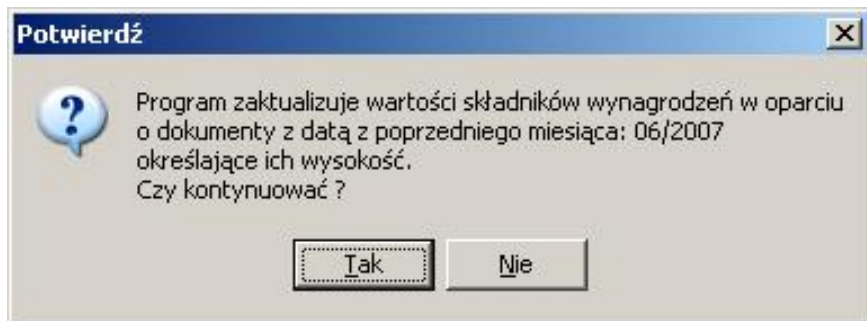 Potwierdź
Program zaktualizuje wartości składników wynagrodzeń w oparciu
o dokumenty z datą z poprzedniego miesiąca: 06/2007
określające ich wysokość.
Czy kontynuować ?
Tak
Nie